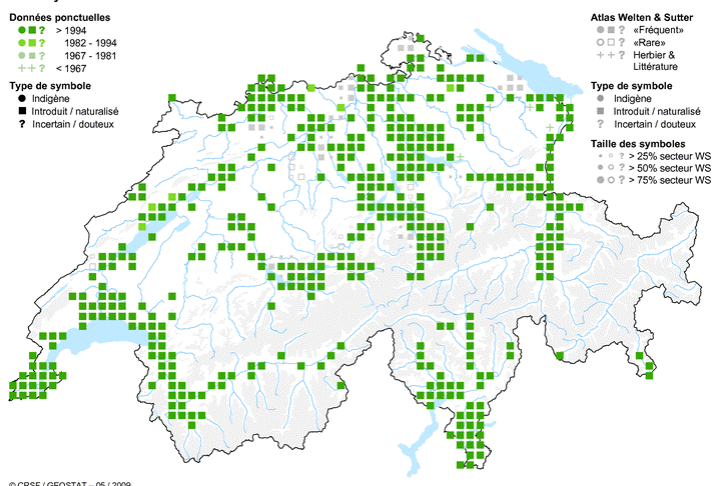 Données ponctuelles
> 1994
? 1982 - 1994
? 1967 - 1981
++? < 1967
Type de symbole
Indigène
Introduit / naturalisé
? Incertain / douteux
Atlas Welten & Sutter
? «Fréquent»
? «Rare»
++? Herbier &
Littérature
Type de symbole
Indigène
Introduit / naturalisé
? Incertain / douteux
Taille des symboles
? > 25% secteur WS
? > 50% secteur WS
? > 75% secteur WS
© CRSF / GEOSTAT – 05 / 2009